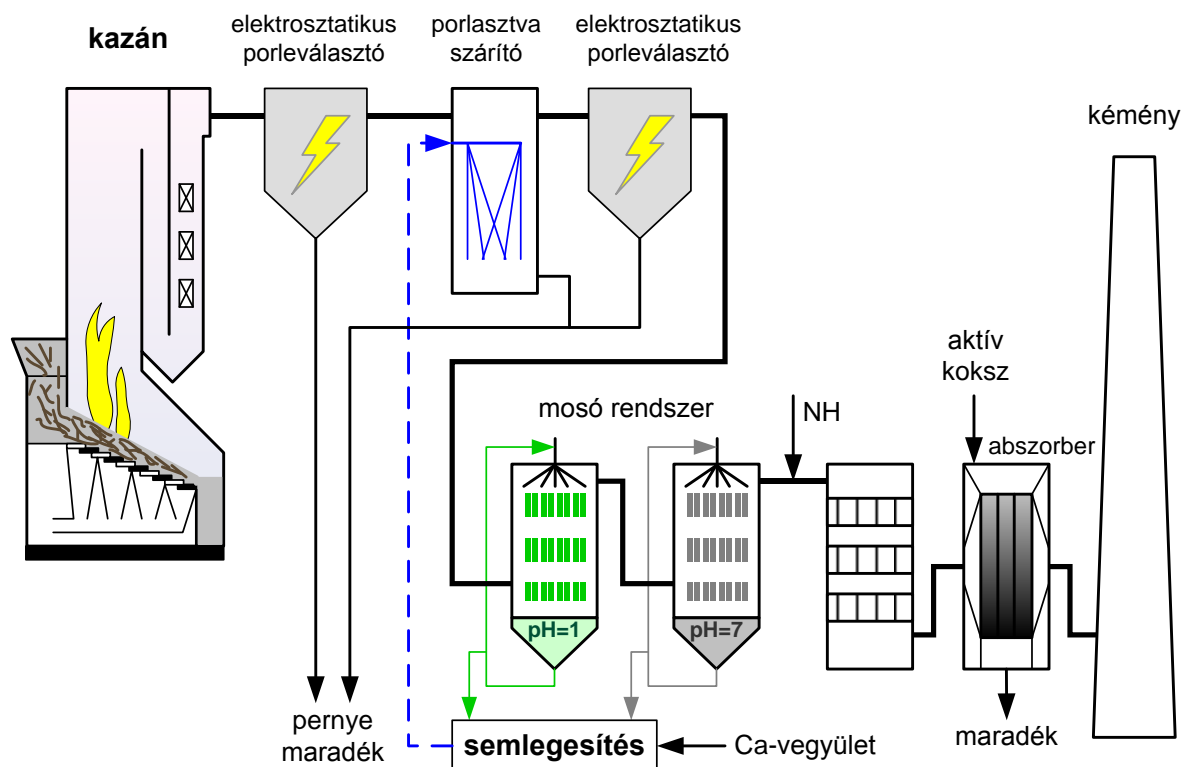 kazán
elektrosztatikus
porleválasztó
porlasztva
szárító
elektrosztatikus
porleválasztó
kémény
mosó rendszer
NH
aktív
koksz
abszorber
pH=1
pH=7
pernye
maradék
semlegesítés
Ca-vegyület
maradék